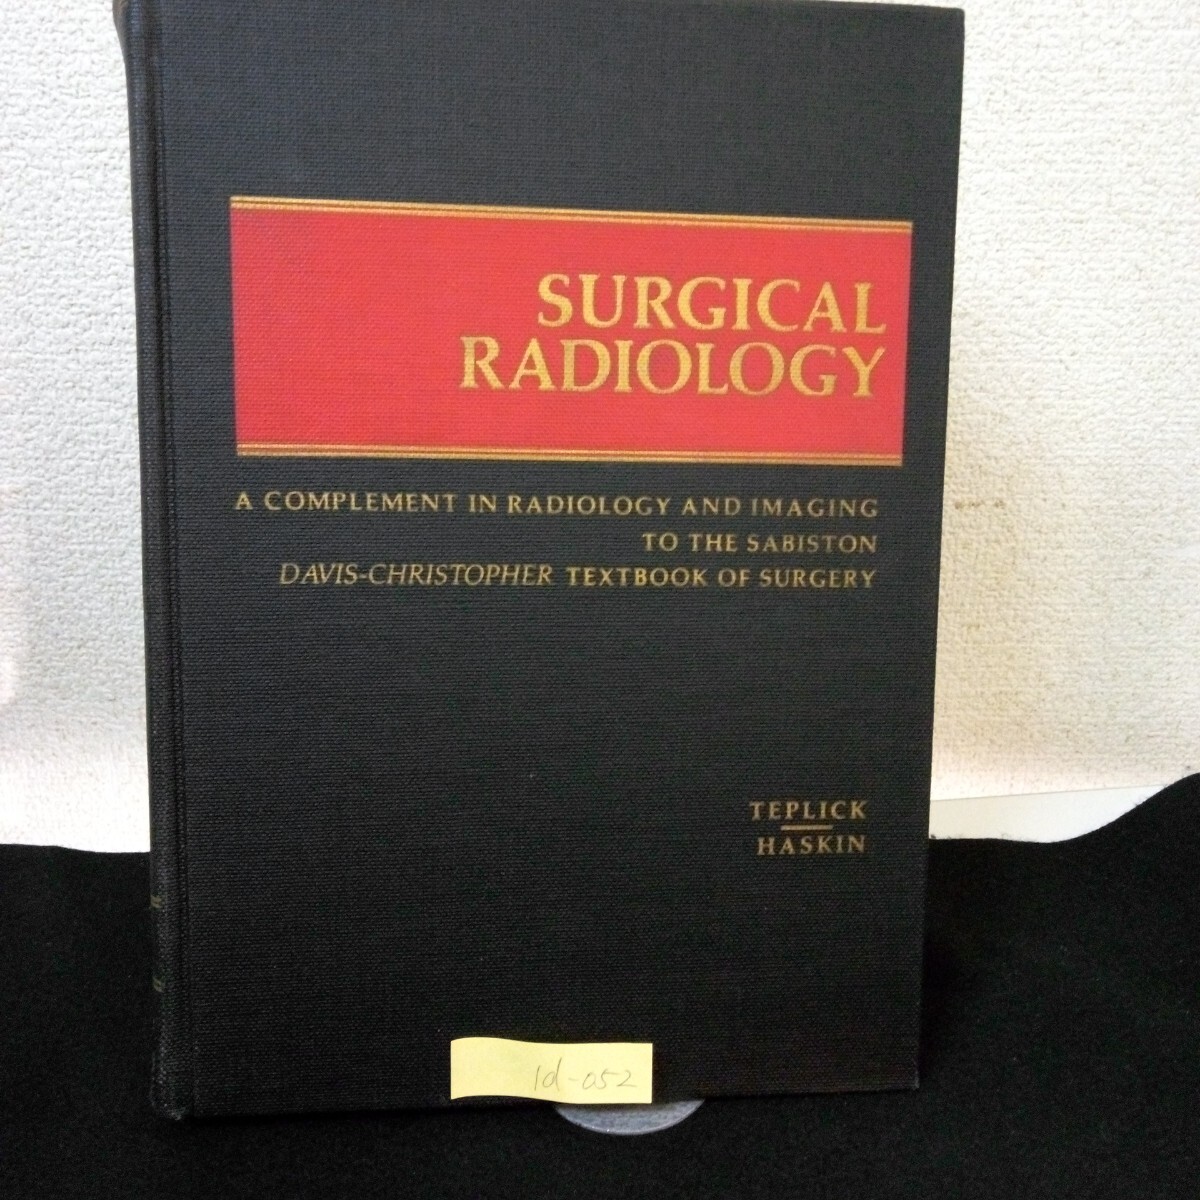 SURGICAL
RADIOLOGY
A COMPLEMENT IN RADIOLOGY AND IMAGING
TO THE SABISTON
DAVIS-CHRISTOPHER TEXTBOOK OF SURGERY
TEPLICK
HASKIN
1d-052